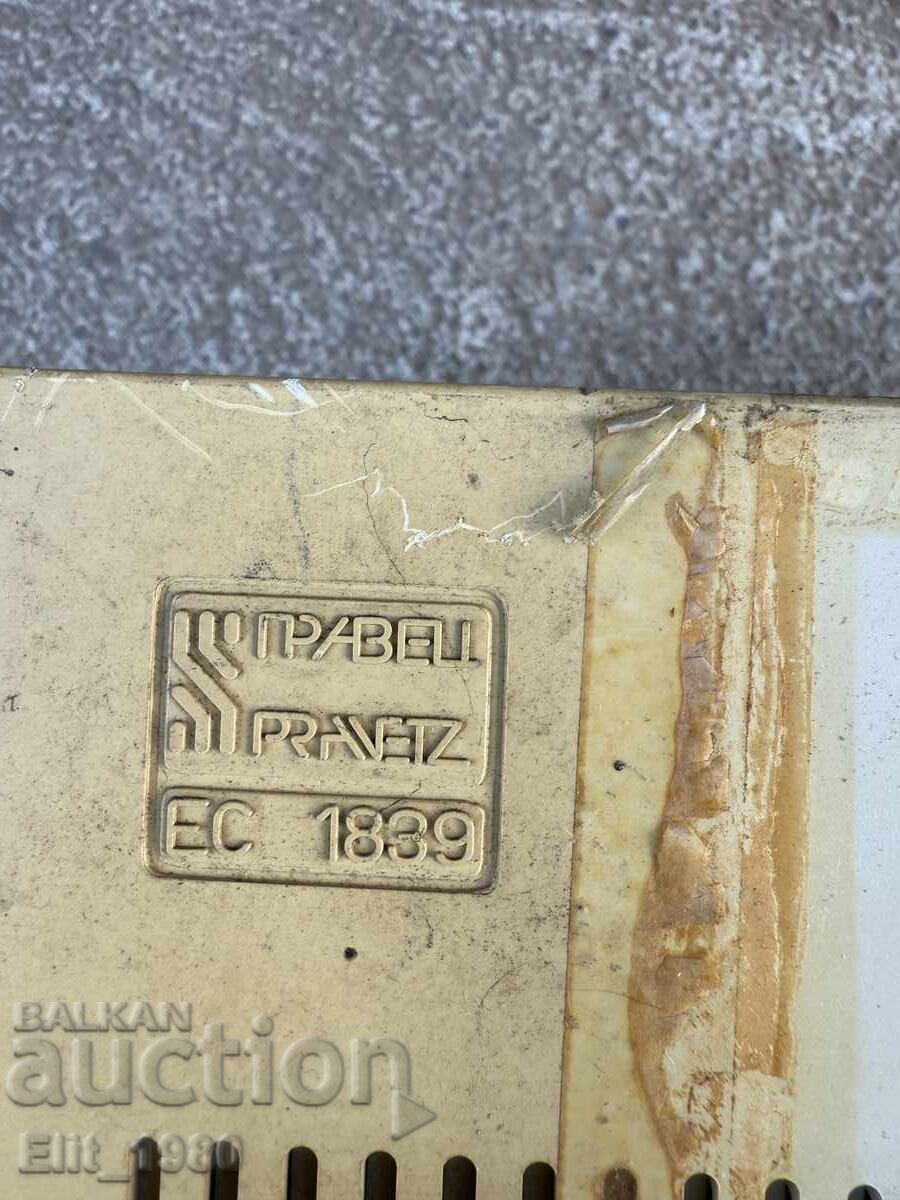 ПРАВЕЦ
PRAVETZ
ЕС 1839
BALKAN
auction
Elit_1980